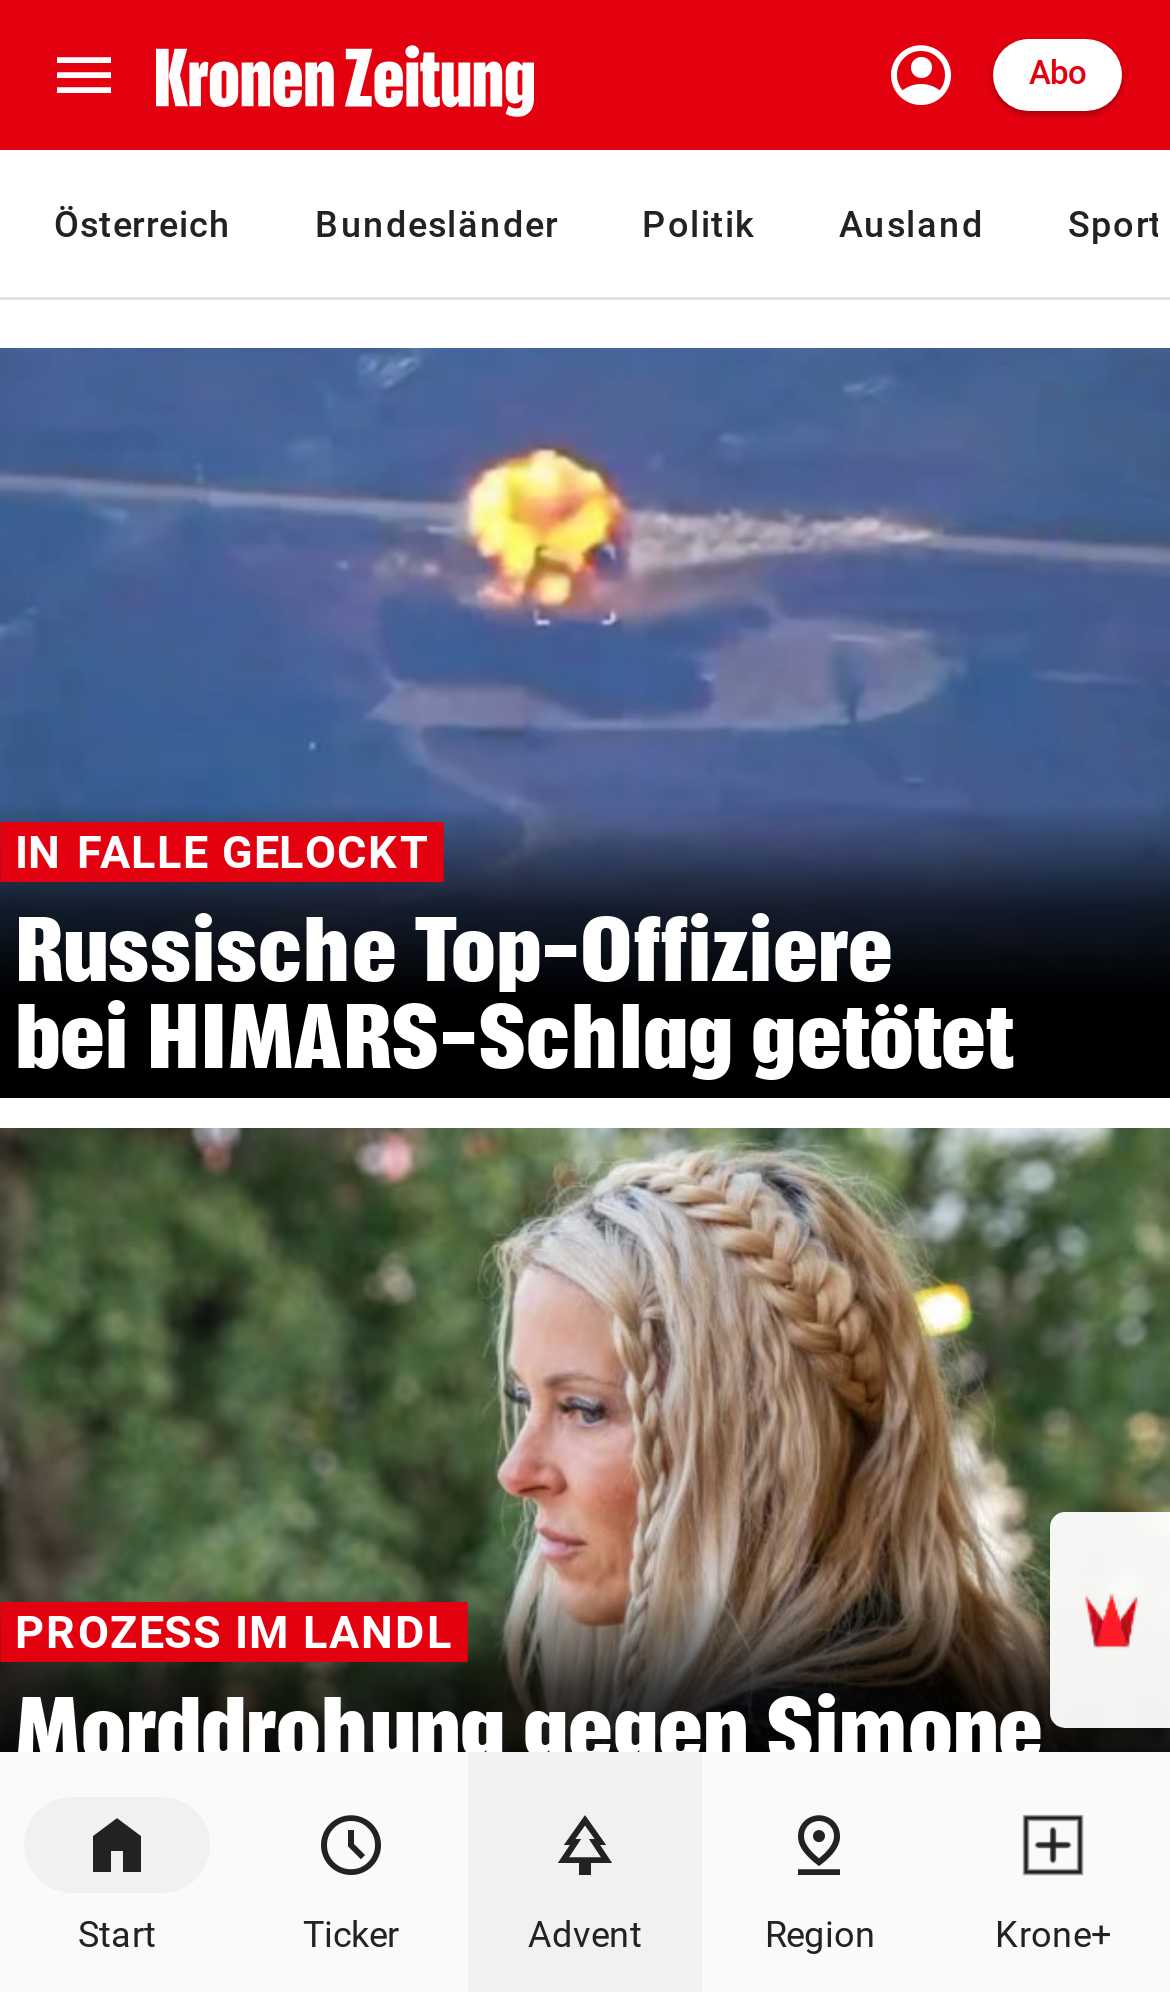 Kronen Zeitung
Abo
Österreich Bundesländer Politik Ausland Sport
IN FALLE GELOCKT
Russische Top-Offiziere
bei HIMARS-Schlag getötet
PROZESS IM LANDL
Morddrohung gegen Simone
Start Ticker Advent Region Krone+